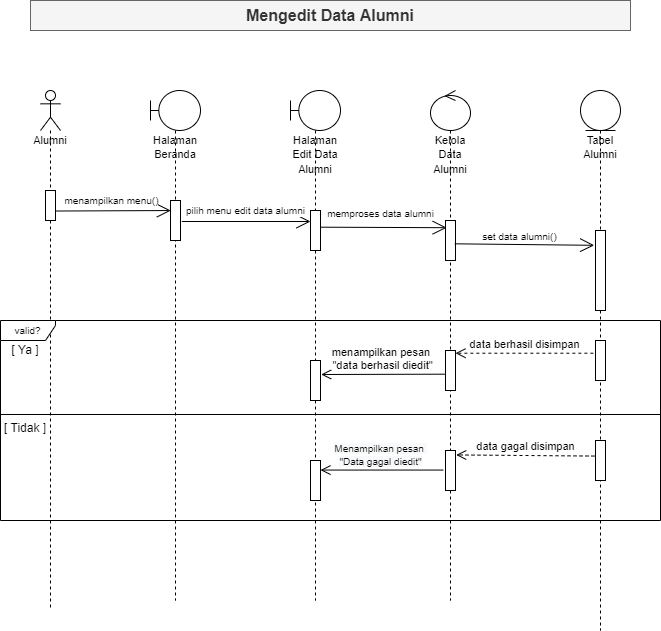 Mengedit Data Alumni
Alumni
Halaman
Beranda
Halaman
Edit Data
Alumni
Kelola
Data
Alumni
Tabel
Alumni
menampilkan menu()
pilih menu edit data alumni
memproses data alumni
set data alumni()
valid?
[ Ya ]
data berhasil disimpan
menampilkan pesan
"data berhasil diedit"
[ Tidak ]
data gagal disimpan
Menampilkan pesan
"Data gagal diedit"